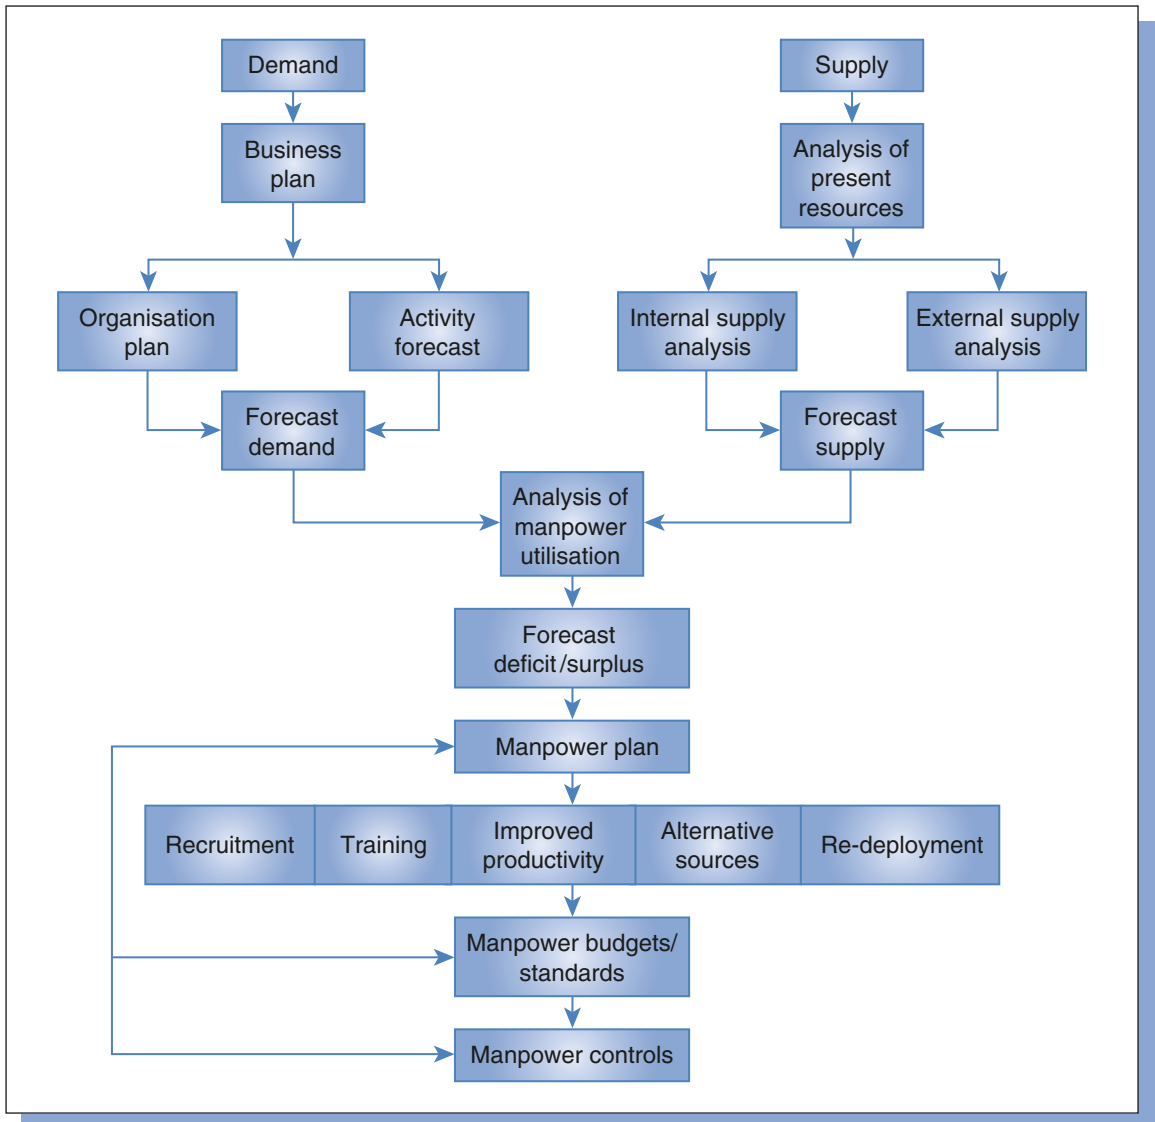 Demand
Supply
Business
plan
Analysis of
present
resources
Organisation
plan
Activity
forecast
Internal supply
analysis
External supply
analysis
Forecast
demand
Forecast
supply
Analysis of
manpower
utilisation
Forecast
deficit/surplus
Manpower plan
Recruitment
Training
Improved
productivity
Alternative
sources
Re-deployment
Manpower budgets/
standards
Manpower controls